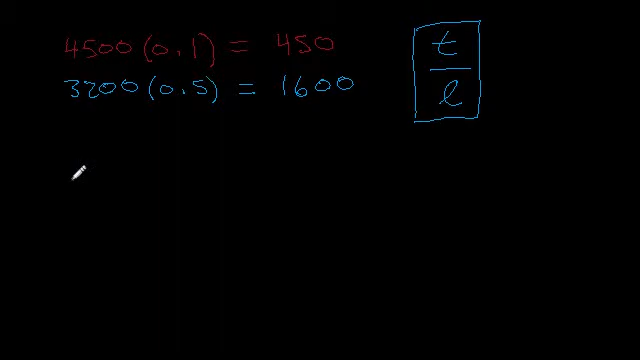 4500(0.1) = 450
3200(0.5) = 1600
t
l